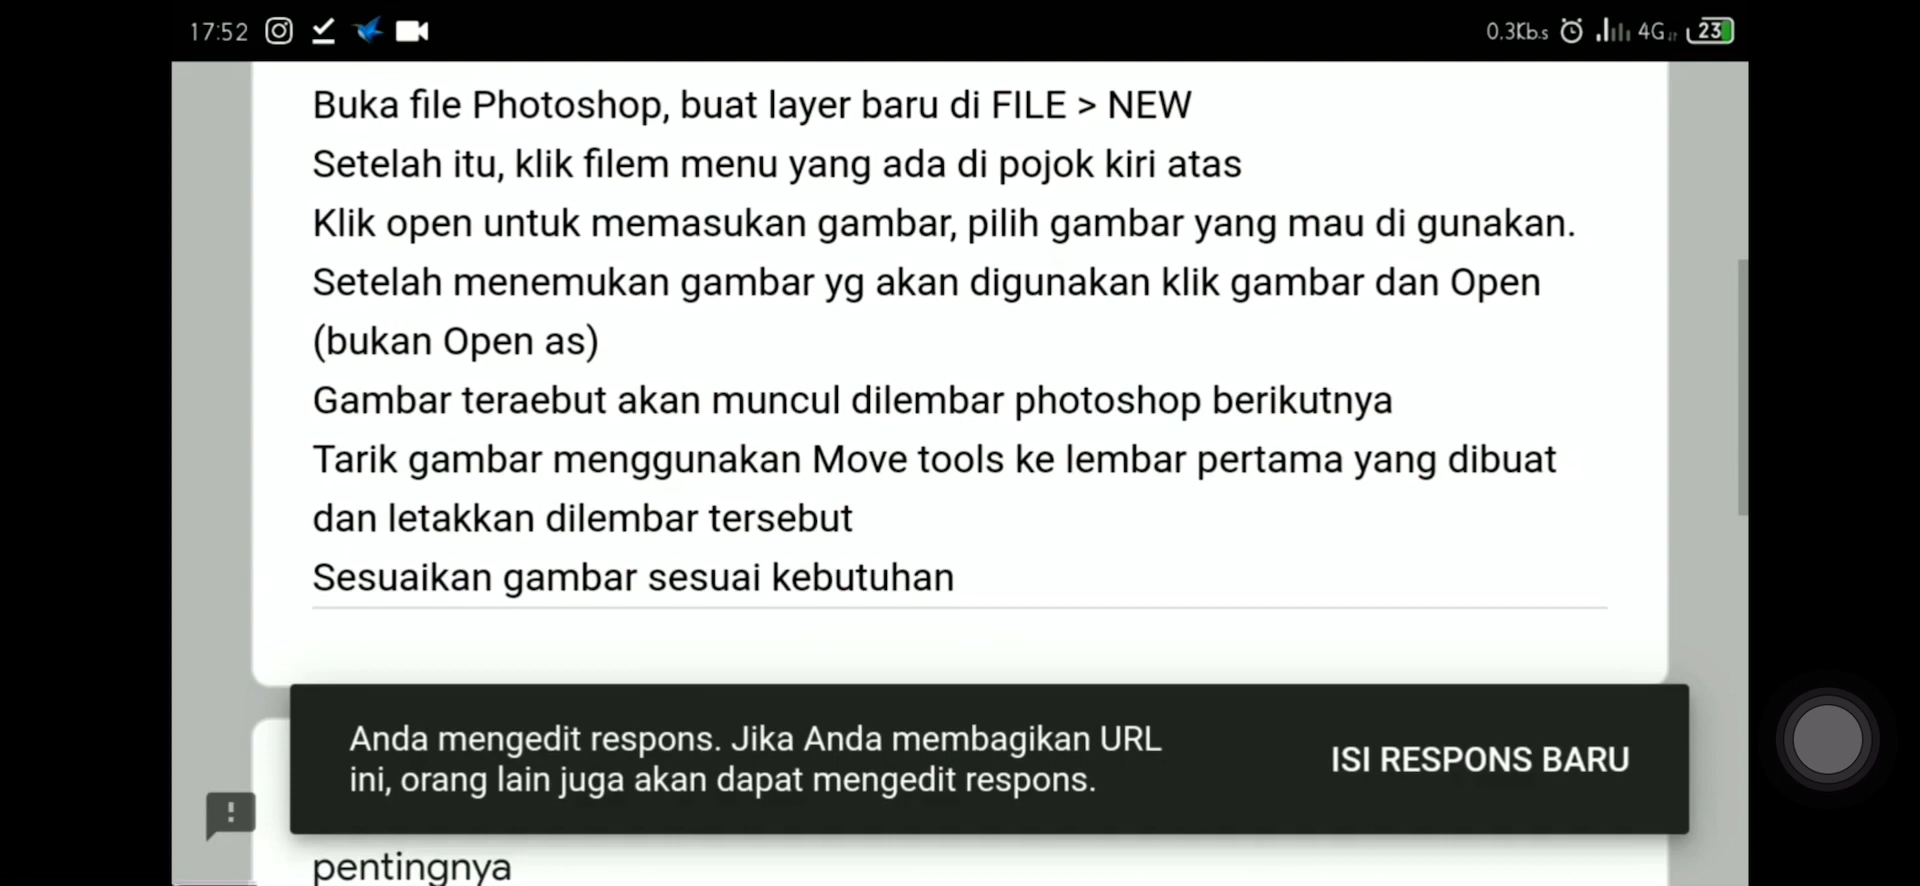 17:52
0.3Kb.s 4G 23
Buka file Photoshop, buat layer baru di FILE > NEW
Setelah itu, klik filem menu yang ada di pojok kiri atas
Klik open untuk memasukan gambar, pilih gambar yang mau di gunakan.
Setelah menemukan gambar yg akan digunakan klik gambar dan Open
(bukan Open as)
Gambar teraebut akan muncul dilembar photoshop berikutnya
Tarik gambar menggunakan Move tools ke lembar pertama yang dibuat
dan letakkan dilembar tersebut
Sesuaikan gambar sesuai kebutuhan
Anda mengedit respons. Jika Anda membagikan URL
ini, orang lain juga akan dapat mengedit respons.
ISI RESPONS BARU
pentingnya